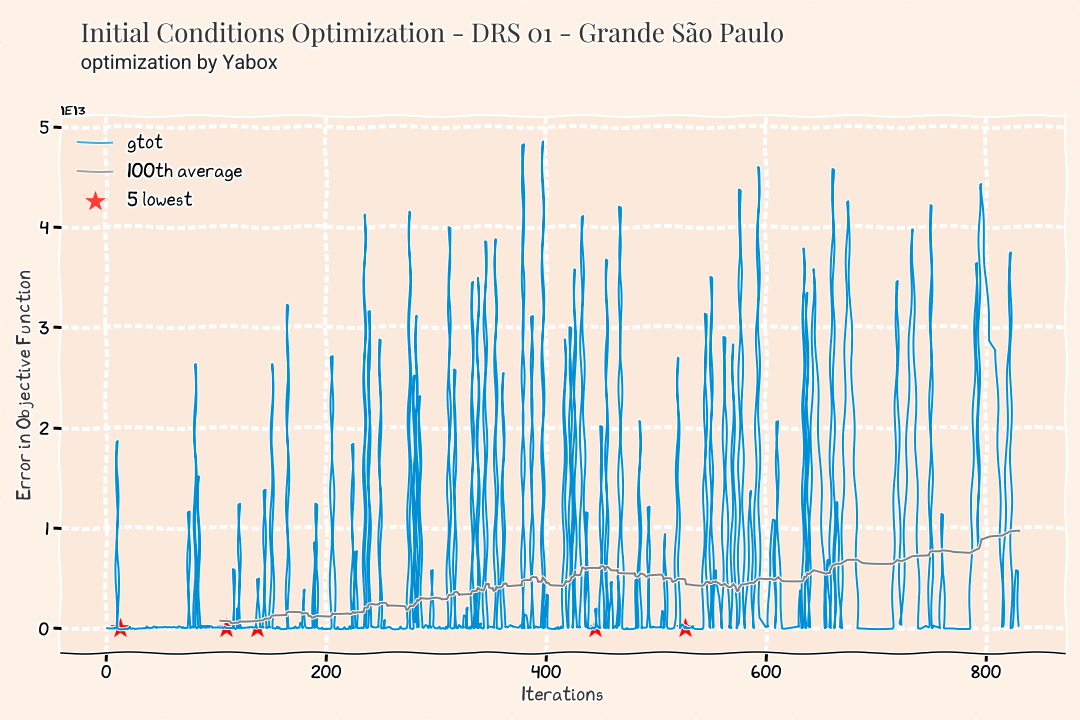 Initial Conditions Optimization - DRS 01 - Grande São Paulo
optimization by Yabox
1E13
gtot
100th average
5 lowest
5
4
3
2
1
0
Error in Objective Function
0 200 400 600 800
Iterations